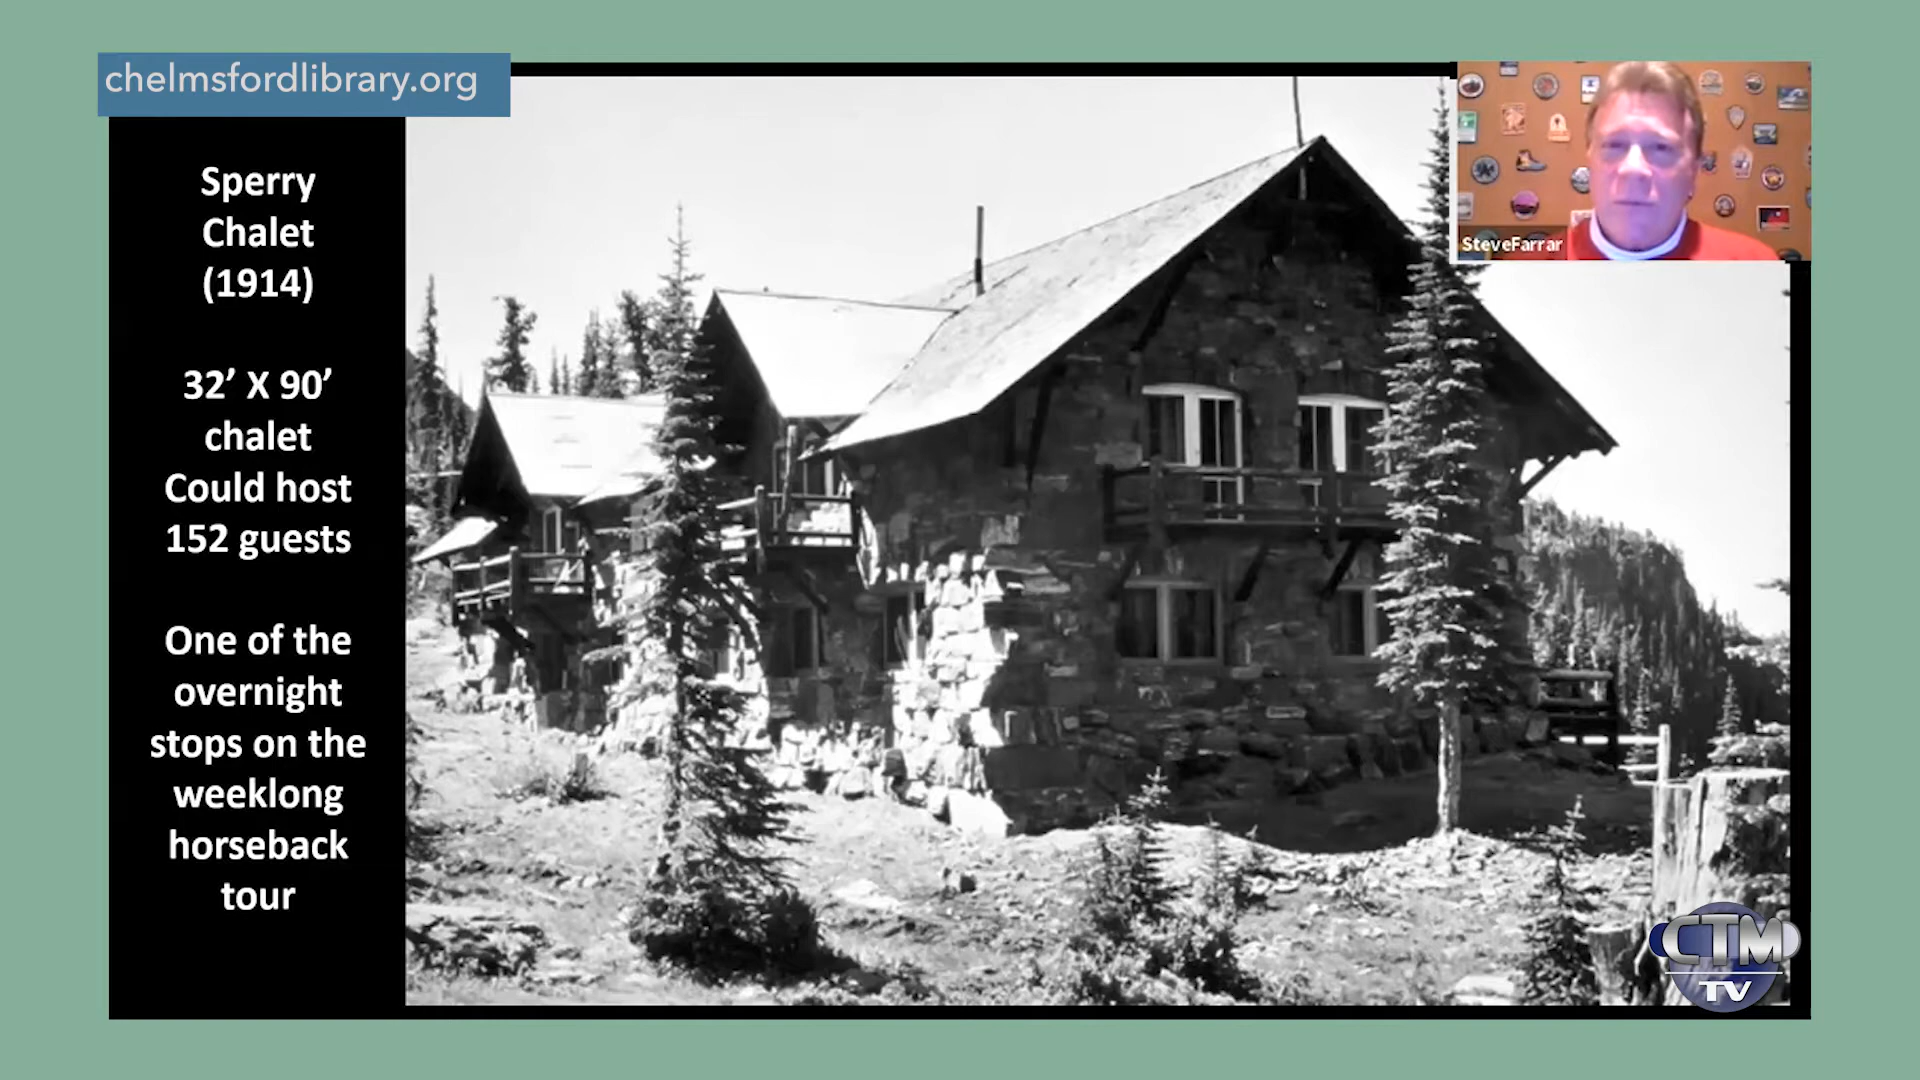 chelmsfordlibrary.org
Sperry
Chalet
(1914)
32’ X 90’
chalet
Could host
152 guests
One of the
overnight
stops on the
weeklong
horseback
tour
SteveFarrar
CTM
TV